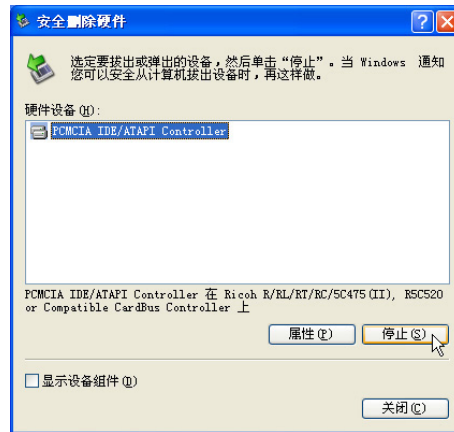 安全删除硬件
选定要拔出或弹出的设备，然后单击“停止”。当 Windows 通知
您可以安全从计算机拔出设备时，再这样做。
硬件设备(H):
PCMCIA IDE/ATAPI Controller
PCMCIA IDE/ATAPI Controller 在 Ricoh R/RL/RT/RC/5C475(II), R5C520
or Compatible CardBus Controller 上
属性(P)
停止(S)
显示设备组件(D)
关闭(C)